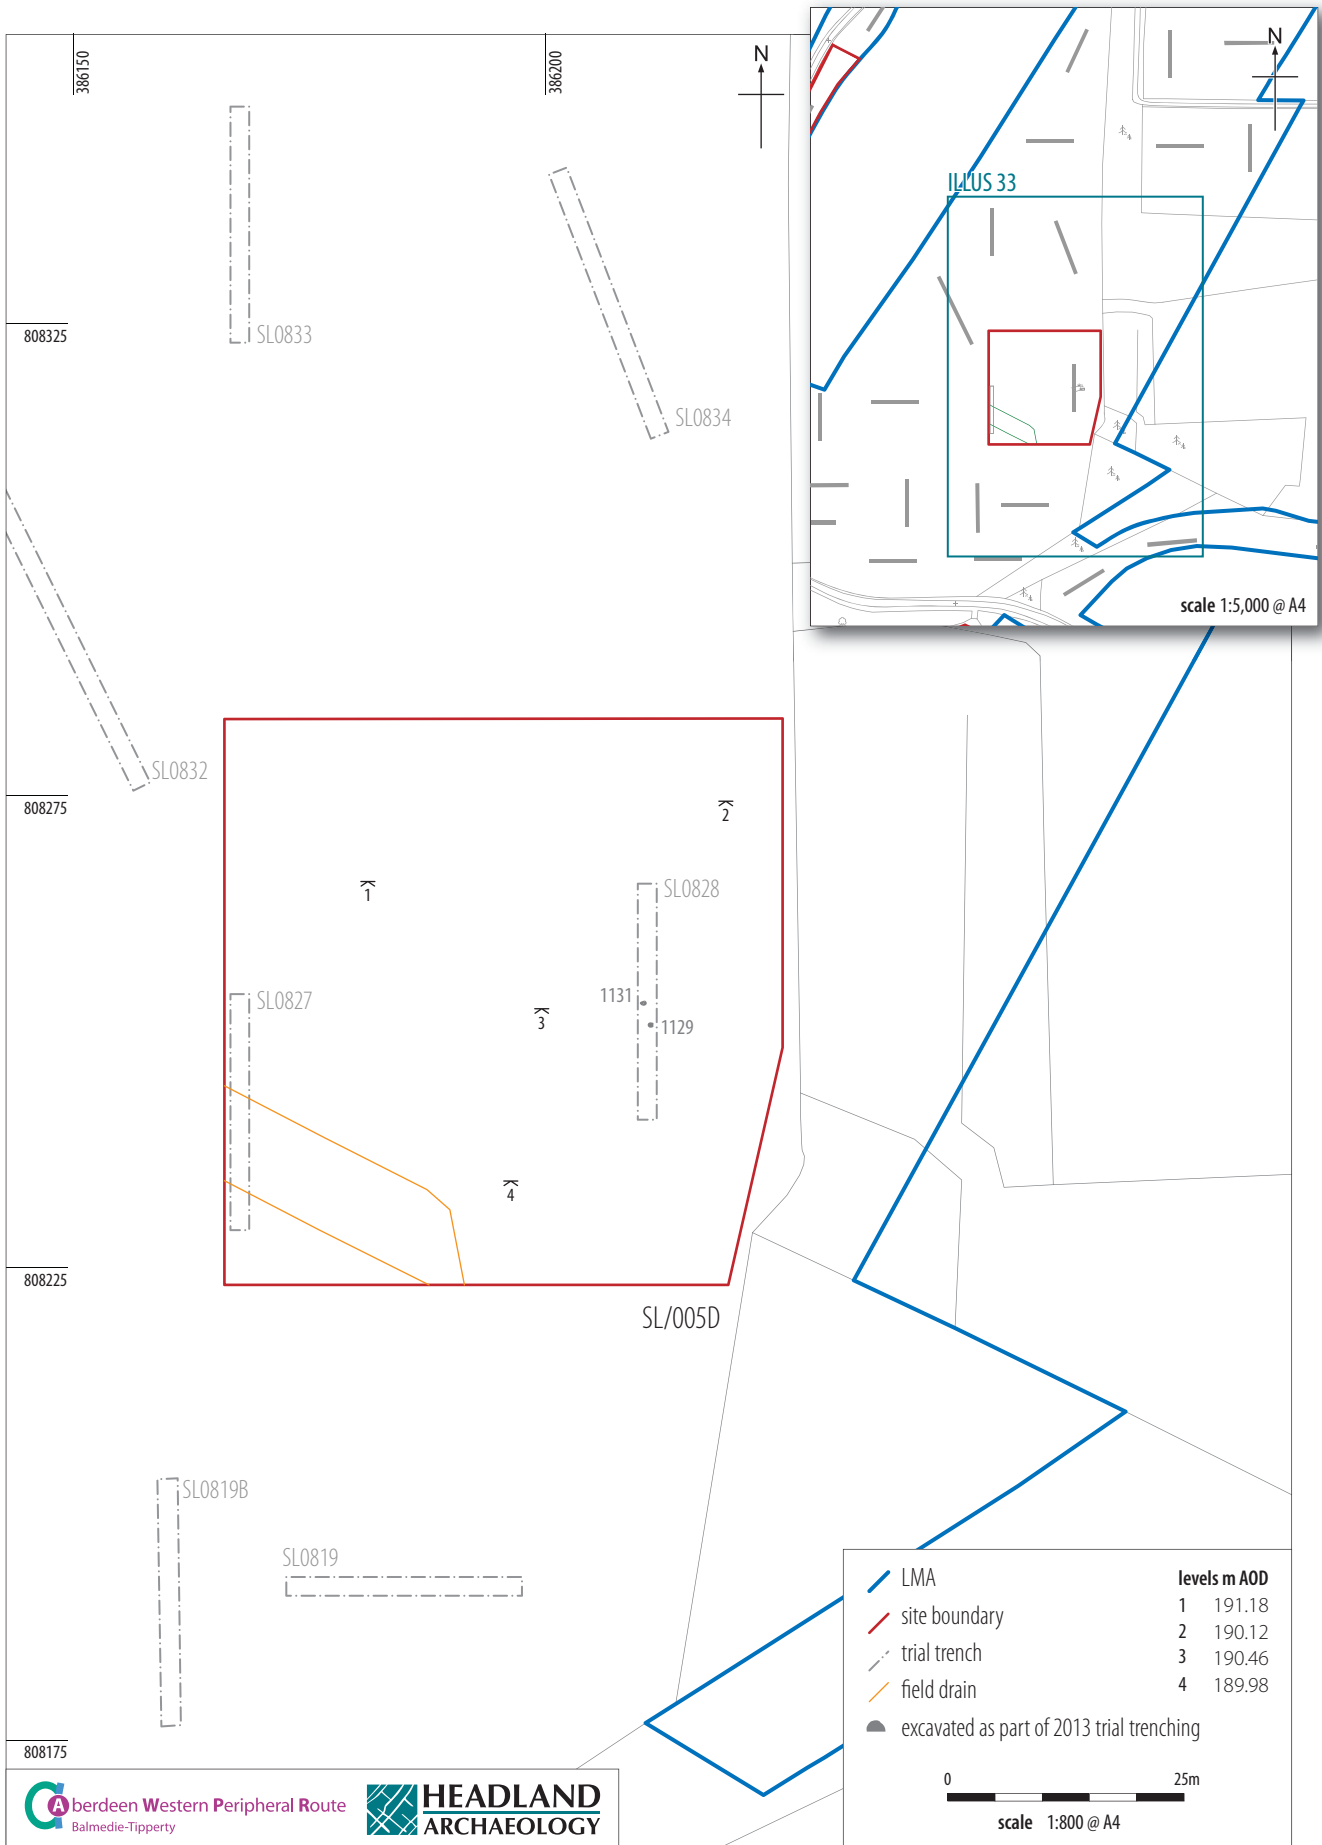 386150
386200
N
N
ILLUS 33
scale 1:5,000 @ A4
SL0833
808325
SL0834
SL0832
808275
2
1
SL0828
SL0827
1131
3
1129
4
808225
SL/005D
SL0819B
SL0819
808175
LMA
site boundary
trial trench
field drain
excavated as part of 2013 trial trenching
levels m AOD
1 191.18
2 190.12
3 190.46
4 189.98
0 25m
scale 1:800 @ A4
Aberdeen Western Peripheral Route
Balmedie-Tipperty
HEADLAND
ARCHAEOLOGY